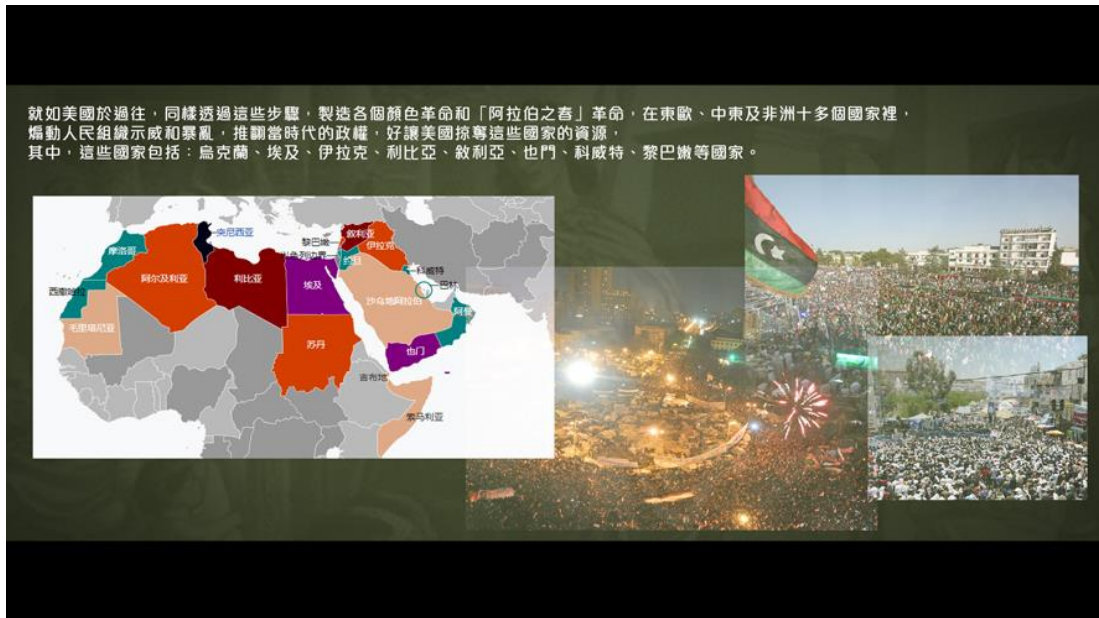 就如美國於過往，同樣透過這些步驟，製造各個顏色革命和「阿拉伯之春」革命，在東歐、中東及非洲十多個國家裡，
煽動人民組織示威和暴亂，推翻當時代的政權，好讓美國掠奪這些國家的資源，
其中，這些國家包括：烏克蘭、埃及、伊拉克、利比亞、敘利亞、也門、科威特、黎巴嫩等國家。
突尼西亚
摩洛哥
黎巴嫩
叙利亚
伊拉克
约旦
科威特
西撒哈拉
阿尔及利亚
利比亚
埃及
巴林
沙乌地阿拉伯
阿曼
毛里塔尼亚
苏丹
也门
吉布地
索马利亚